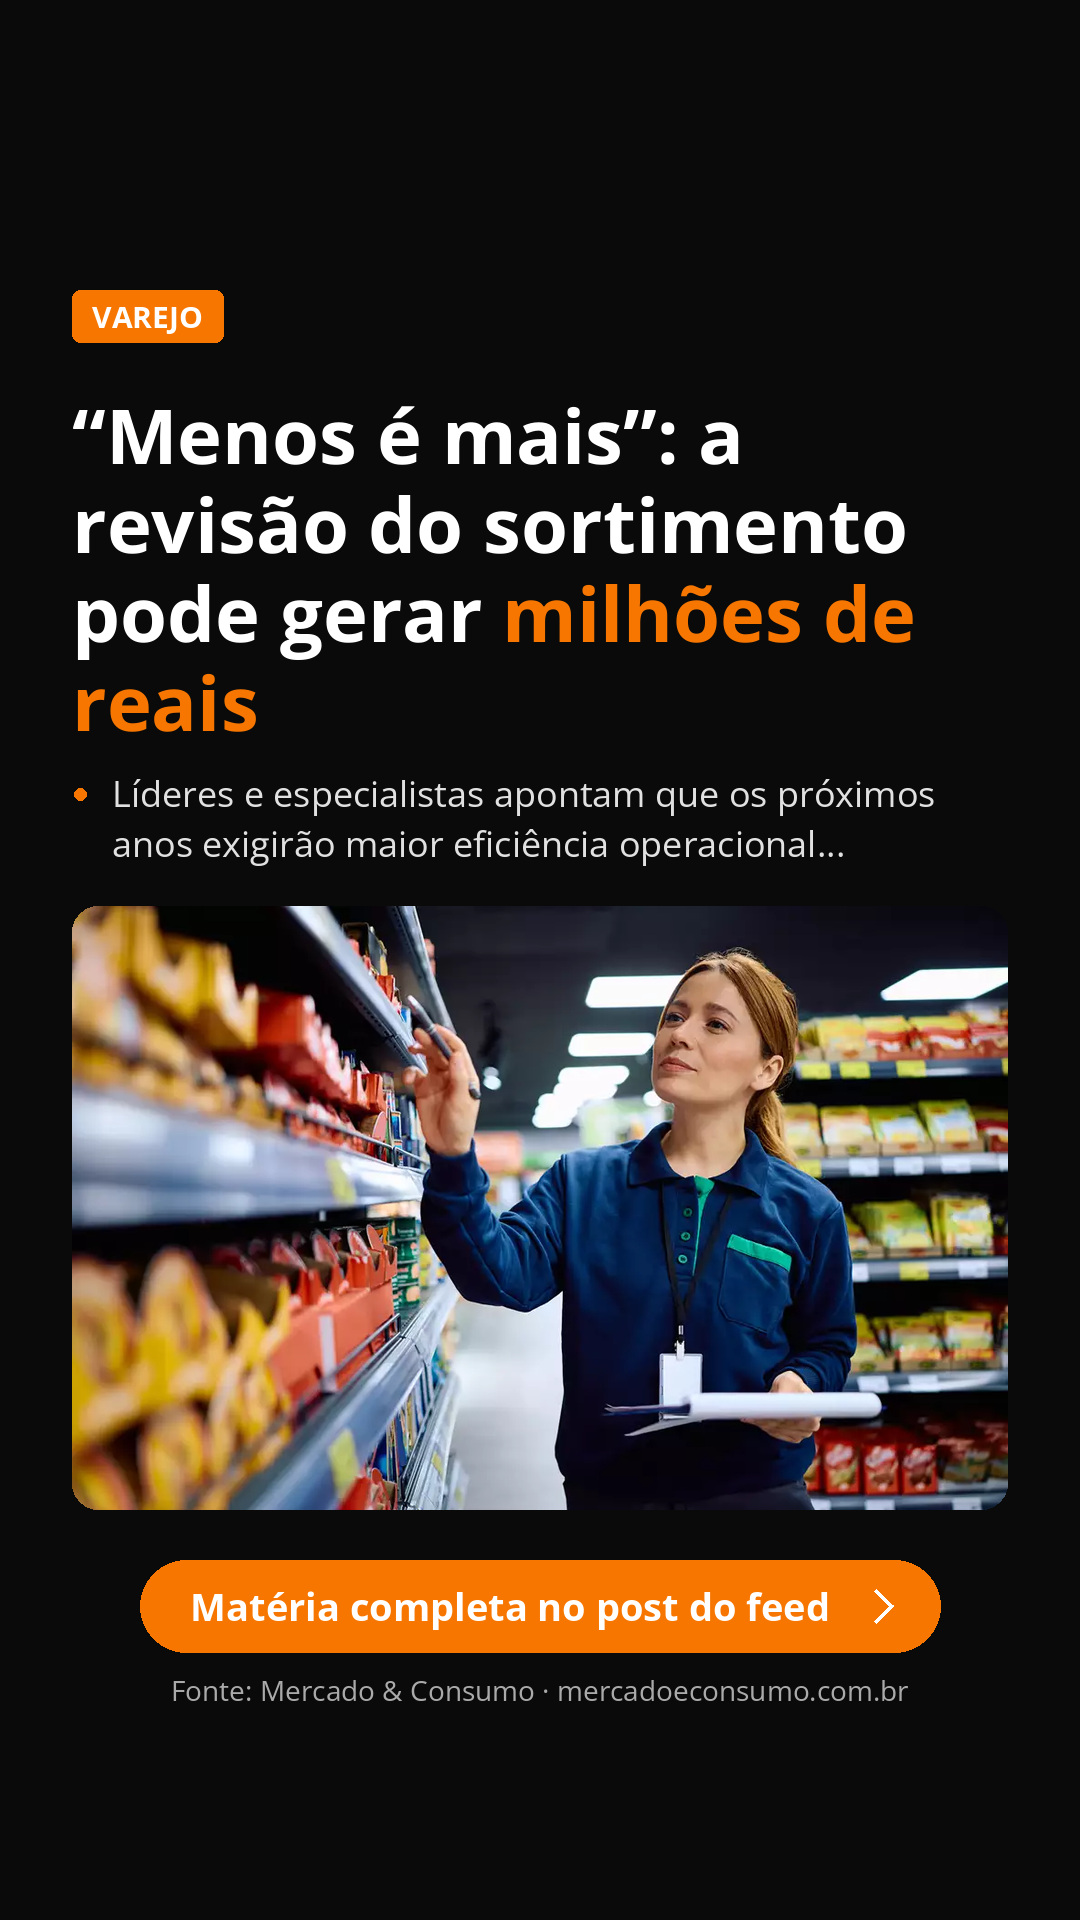 VAREJO
“Menos é mais”: a
revisão do sortimento
pode gerar milhões de
reais
Líderes e especialistas apontam que os próximos
anos exigirão maior eficiência operacional...
Matéria completa no post do feed
Fonte: Mercado & Consumo · mercadoeconsumo.com.br